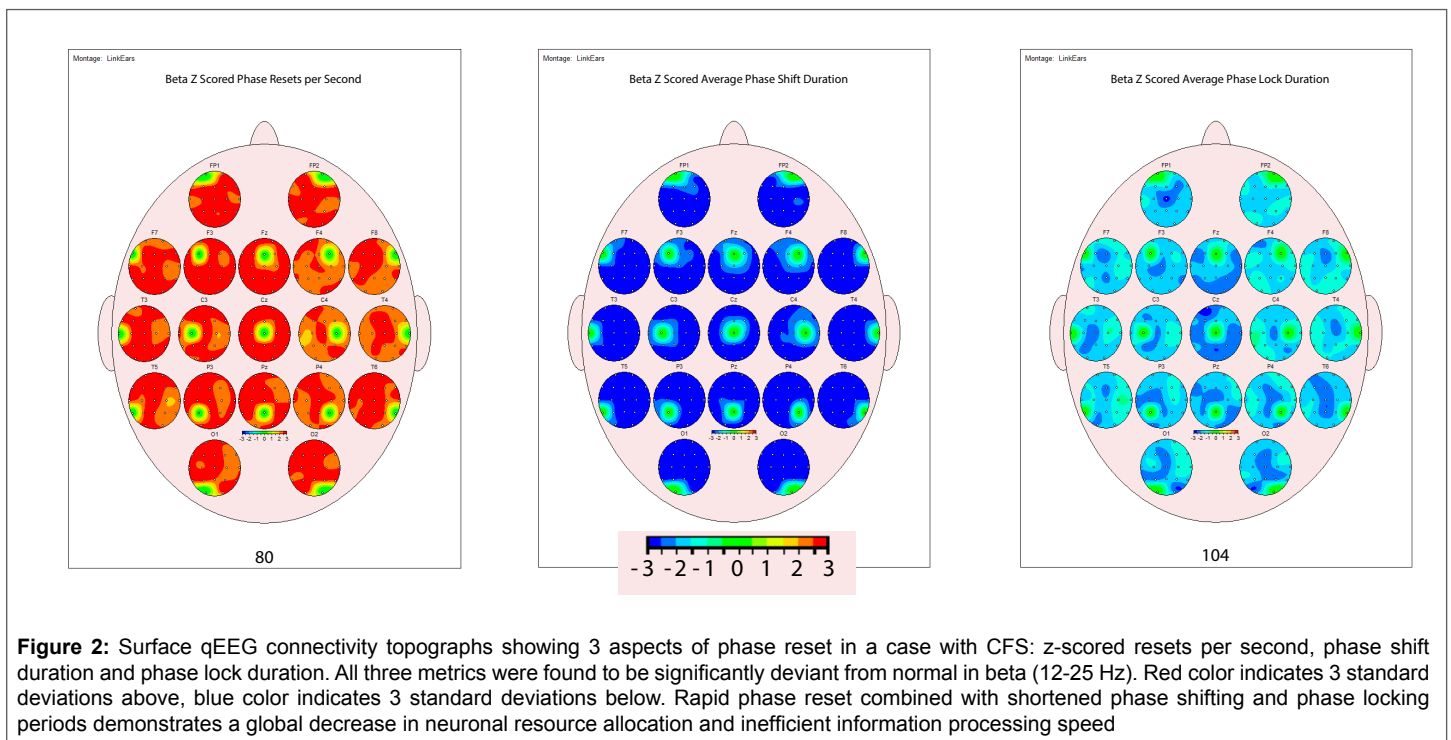 Montage: LinkEars
Beta Z Scored Phase Resets per Second
FP1 FP2
F7 F3 Fz F4 F8
T3 C3 Cz C4 T4
T5 P3 Pz P4 T6
O1 O2
-3 -2 -1 0 1 2 3
80
Montage: LinkEars
Beta Z Scored Average Phase Shift Duration
FP1 FP2
F7 F3 Fz F4 F8
T3 C3 Cz C4 T4
T5 P3 Pz P4 T6
O1 O2
-3 -2 -1 0 1 2 3
- 3 - 2 - 1 0 1 2 3
Montage: LinkEars
Beta Z Scored Average Phase Lock Duration
FP1 FP2
F7 F3 Fz F4 F8
T3 C3 Cz C4 T4
T5 P3 Pz P4 T6
O1 O2
-3 -2 -1 0 1 2 3
104
Figure 2: Surface qEEG connectivity topographs showing 3 aspects of phase reset in a case with CFS: z-scored resets per second, phase shift
duration and phase lock duration. All three metrics were found to be significantly deviant from normal in beta (12-25 Hz). Red color indicates 3 standard
deviations above, blue color indicates 3 standard deviations below. Rapid phase reset combined with shortened phase shifting and phase locking
periods demonstrates a global decrease in neuronal resource allocation and inefficient information processing speed